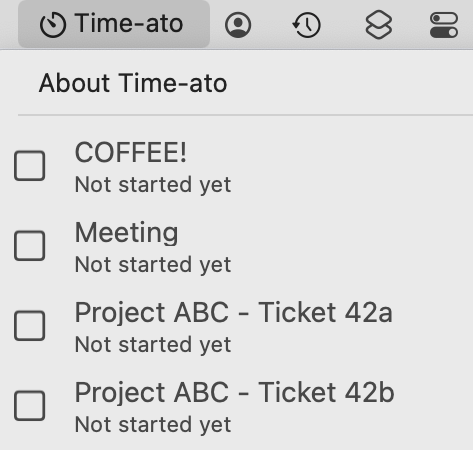 Time-ato
About Time-ato
COFFEE!
Not started yet
Meeting
Not started yet
Project ABC - Ticket 42a
Not started yet
Project ABC - Ticket 42b
Not started yet